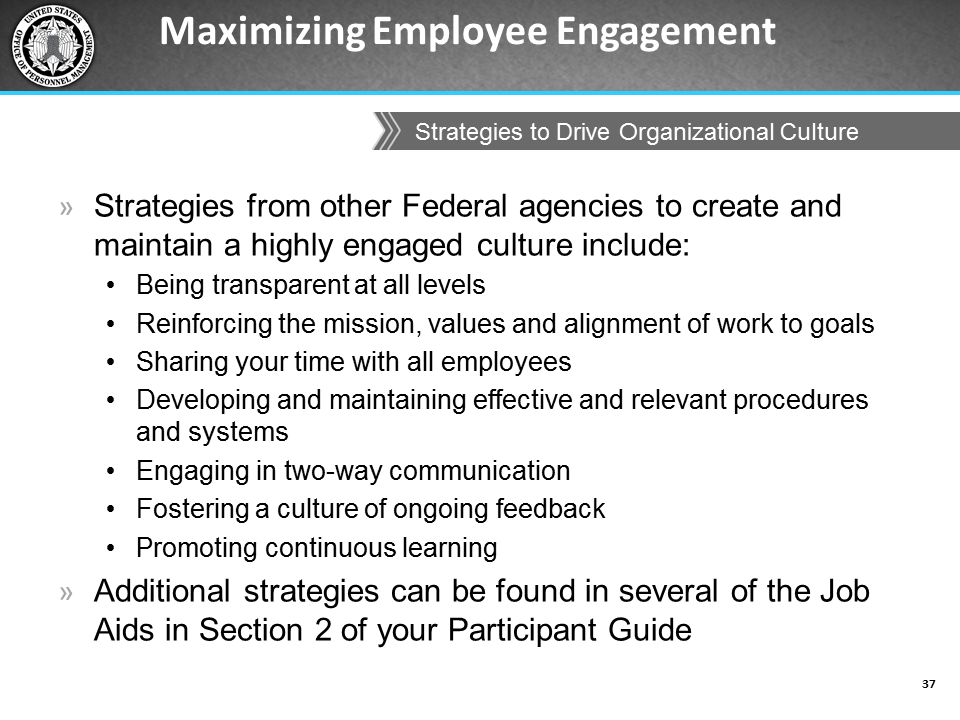 UNITED STATES
OFFICE OF PERSONNEL MANAGEMENT
Maximizing Employee Engagement
Strategies to Drive Organizational Culture
» Strategies from other Federal agencies to create and
maintain a highly engaged culture include:
• Being transparent at all levels
• Reinforcing the mission, values and alignment of work to goals
• Sharing your time with all employees
• Developing and maintaining effective and relevant procedures
and systems
• Engaging in two-way communication
• Fostering a culture of ongoing feedback
• Promoting continuous learning
» Additional strategies can be found in several of the Job
Aids in Section 2 of your Participant Guide
37